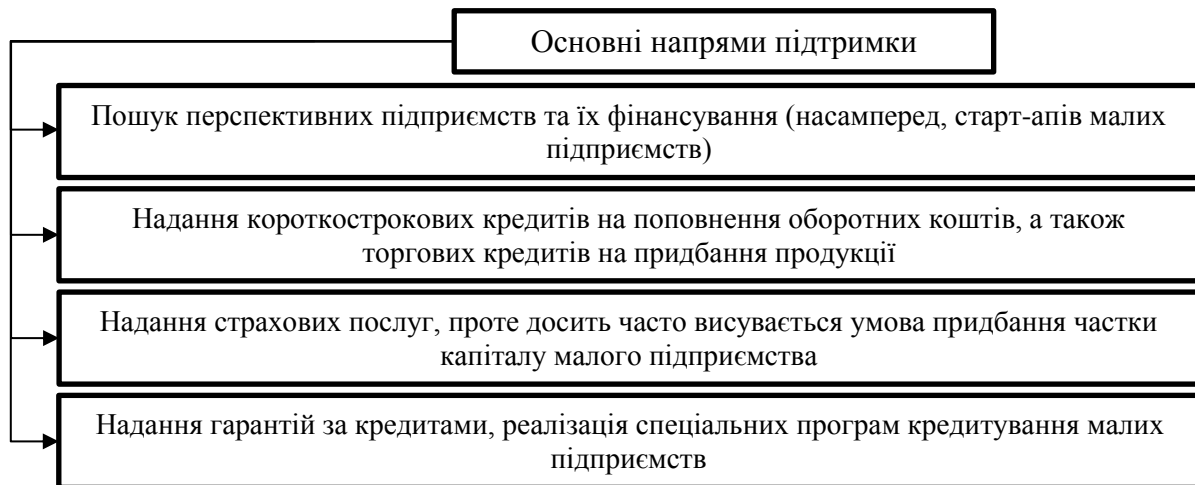 Основні напрями підтримки
Пошук перспективних підприємств та їх фінансування (насамперед, старт-апів малих
підприємств)
Надання короткострокових кредитів на поповнення оборотних коштів, а також
торгових кредитів на придбання продукції
Надання страхових послуг, проте досить часто висувається умова придбання частки
капіталу малого підприємства
Надання гарантій за кредитами, реалізація спеціальних програм кредитування малих
підприємств